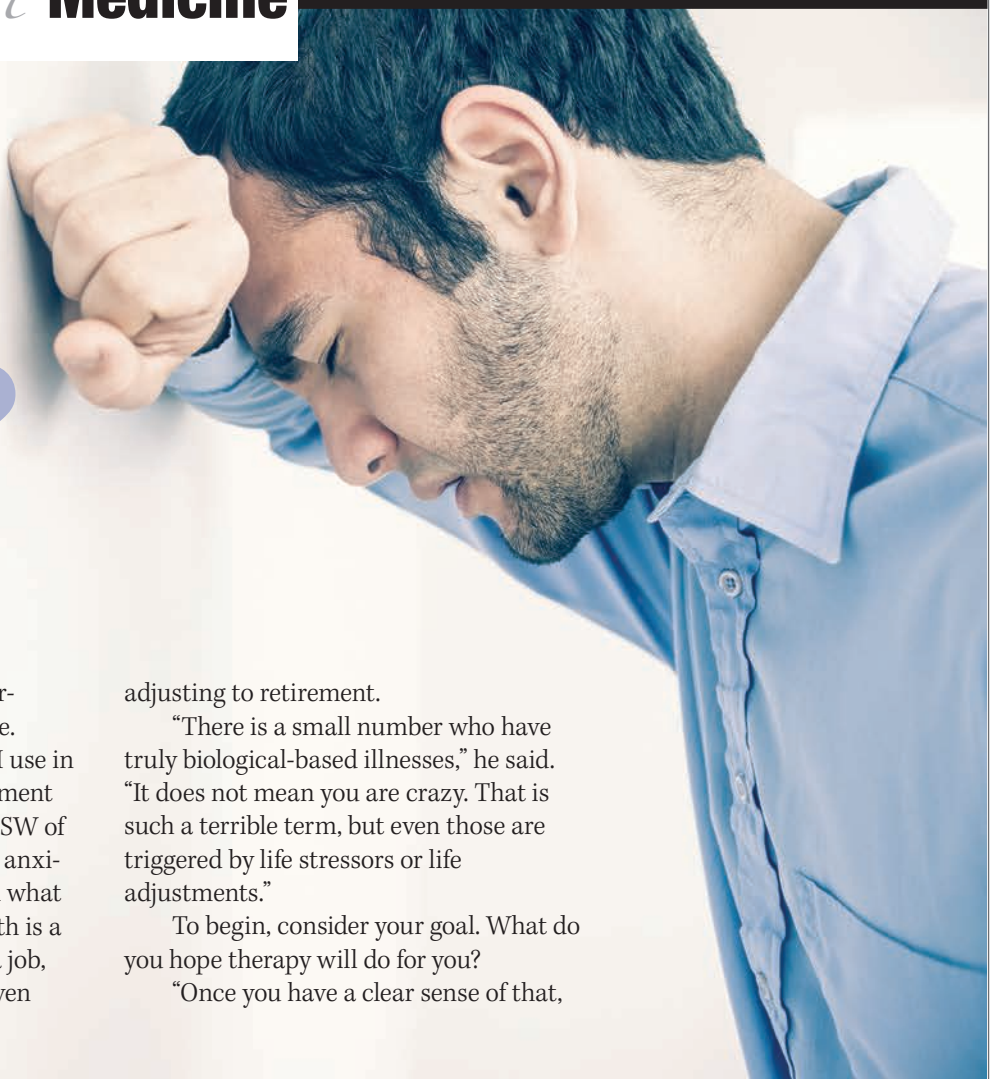 Medicine
r-
e.
I use in
ment
SW of
anxi-
what
th is a
job,
ven
adjusting to retirement.
“There is a small number who have
truly biological-based illnesses,” he said.
“It does not mean you are crazy. That is
such a terrible term, but even those are
triggered by life stressors or life
adjustments.”
To begin, consider your goal. What do
you hope therapy will do for you?
“Once you have a clear sense of that,